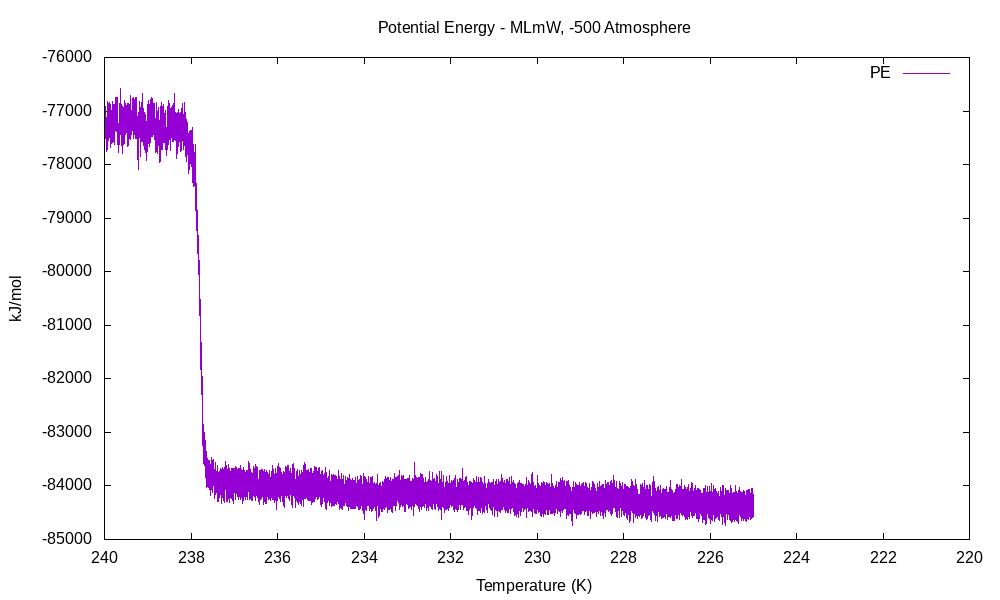 Potential Energy - MLmW, -500 Atmosphere
PE
-76000
-77000
-78000
-79000
-80000
-81000
-82000
-83000
-84000
-85000
kJ/mol
240 238 236 234 232 230 228 226 224 222 220
Temperature (K)